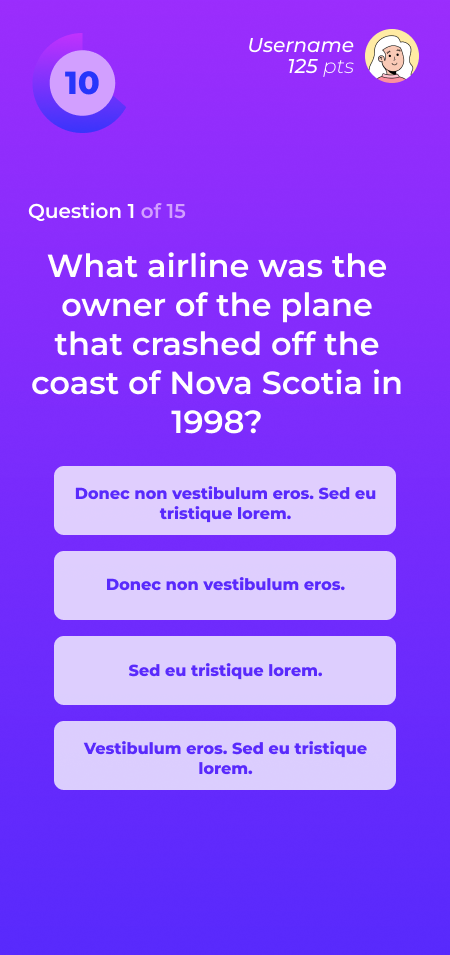 10
Username
125 pts
Question 1 of 15
What airline was the
owner of the plane
that crashed off the
coast of Nova Scotia in
1998?
Donec non vestibulum eros. Sed eu
tristique lorem.
Donec non vestibulum eros.
Sed eu tristique lorem.
Vestibulum eros. Sed eu tristique
lorem.